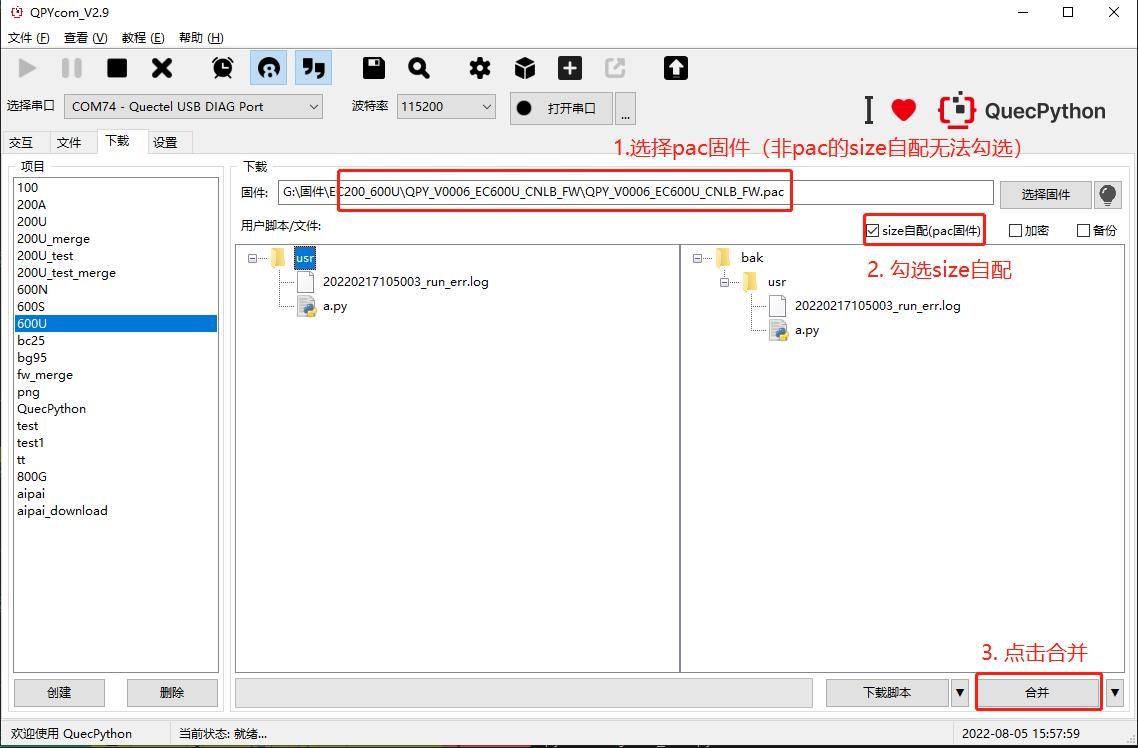 QPYcom_V2.9
文件 (F) 查看 (V) 教程 (E) 帮助 (H)
选择串口 COM74 - Quectel USB DIAG Port 波特率 115200 打开串口 ... I QuecPython
交互 文件 下载 设置
1.选择pac固件（非pac的size自配无法勾选）
项目
100
200A
200U
200U_merge
200U_test
200U_test_merge
600N
600S
600U
bc25
bg95
fw_merge
png
QuecPython
test
test1
tt
800G
aipai
aipai_download
创建 删除
下载
固件: G:\固件\EC200_600U\QPY_V0006_EC600U_CNLB_FW\QPY_V0006_EC600U_CNLB_FW.pac 选择固件
用户脚本/文件: size自配(pac固件) 加密 备份
2. 勾选size自配
usr
20220217105003_run_err.log
a.py
bak
usr
20220217105003_run_err.log
a.py
3. 点击合并
下载脚本 合并
欢迎使用 QuecPython 当前状态: 就绪... 2022-08-05 15:57:59